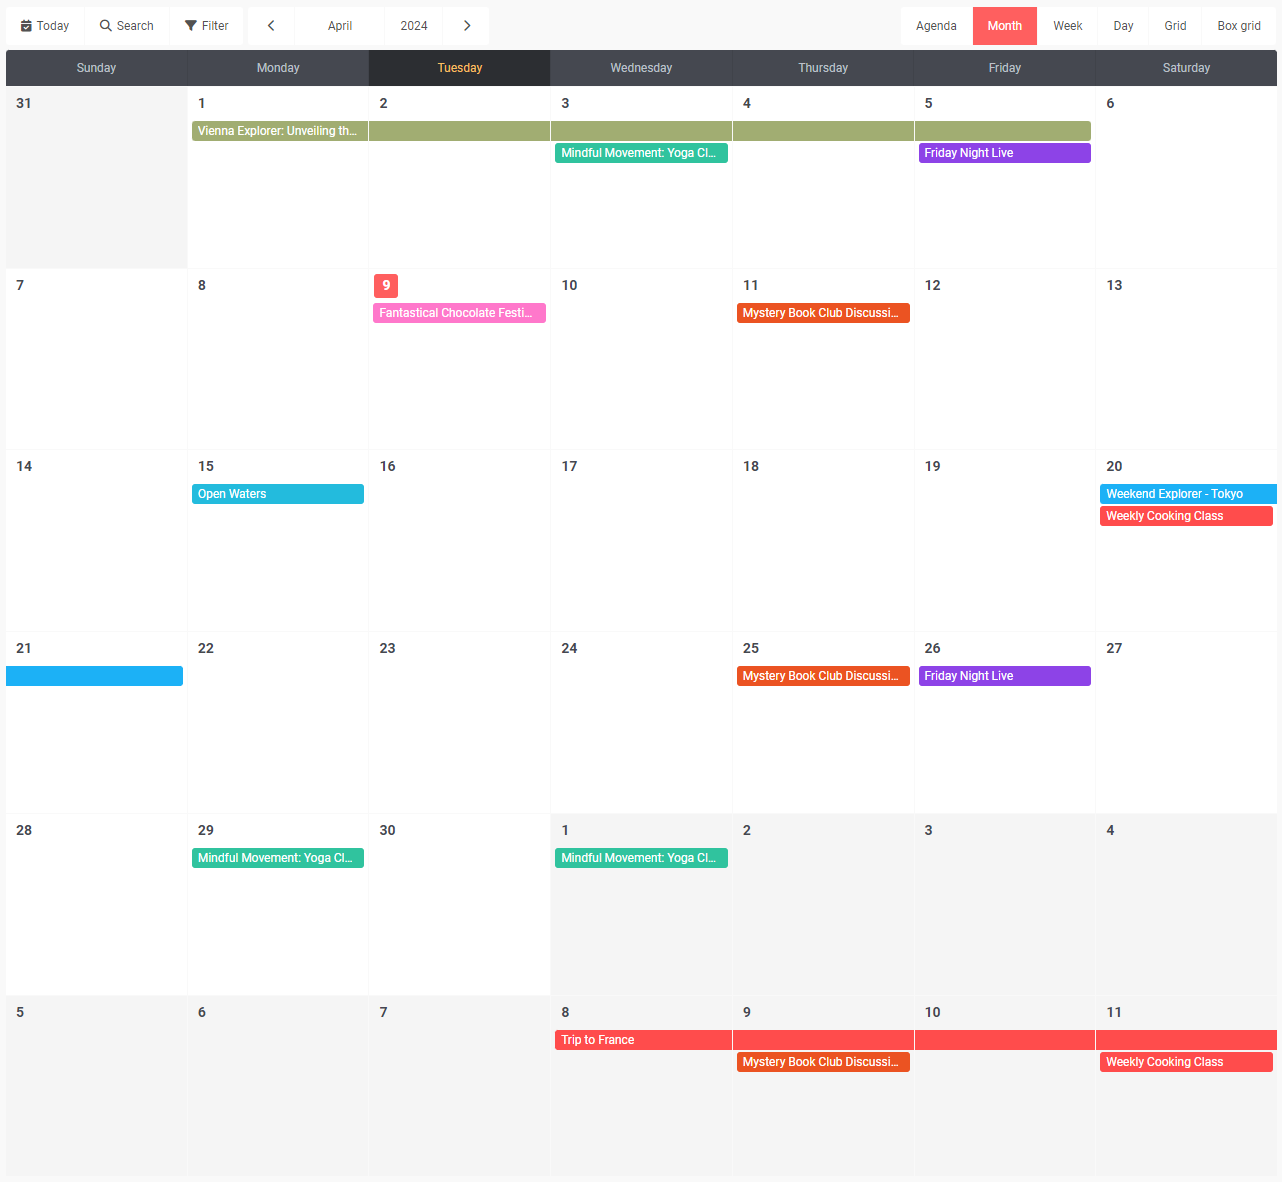 Today Search Filter April 2024 Agenda Month Week Day Grid Box grid
Sunday Monday Tuesday Wednesday Thursday Friday Saturday
31 1 2 3 4 5 6
Vienna Explorer: Unveiling th...
Mindful Movement: Yoga Cl... Friday Night Live
7 8 9 10 11 12 13
Fantastical Chocolate Festi... Mystery Book Club Discussi...
14 15 16 17 18 19 20
Open Waters Weekend Explorer - Tokyo
Weekly Cooking Class
21 22 23 24 25 26 27
Mystery Book Club Discussi... Friday Night Live
28 29 30 1 2 3 4
Mindful Movement: Yoga Cl... Mindful Movement: Yoga Cl...
5 6 7 8 9 10 11
Trip to France
Mystery Book Club Discussi... Weekly Cooking Class